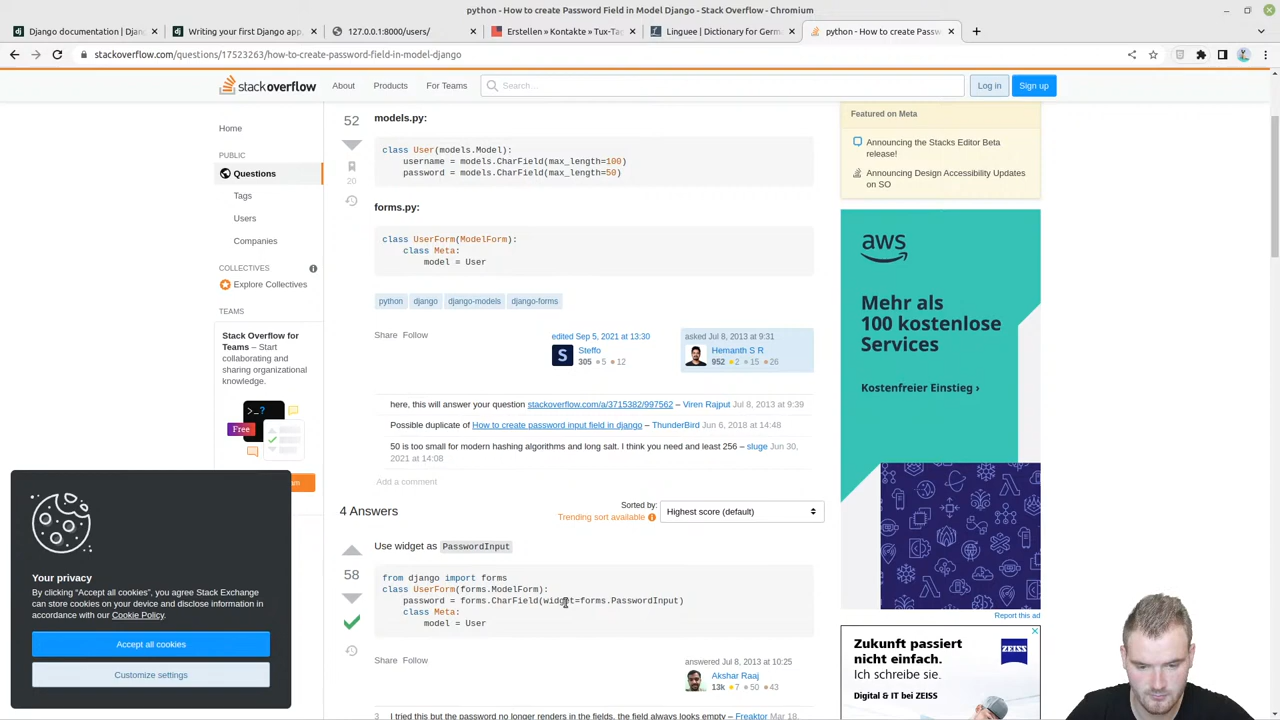 python - How to create Password Field in Model Django - Stack Overflow - Chromium
Django documentation | Djan
Writing your first Django app,
127.0.0.1:8000/users/
Erstellen » Kontakte » Tux-Ta
Linguee | Dictionary for Germ
python - How to create Passw
stackoverflow.com/questions/17523263/how-to-create-password-field-in-model-django
stackoverflow
About
Products
For Teams
Search...
Log in
Sign up
Home
PUBLIC
Questions
Tags
Users
Companies
COLLECTIVES
Explore Collectives
TEAMS
Stack Overflow for
Teams – Start
collaborating and
sharing organizational
knowledge.
>_?
Free
am
52
20
models.py:
class User(models.Model):
username = models.CharField(max_length=100)
password = models.CharField(max_length=50)
forms.py:
class UserForm(ModelForm):
class Meta:
model = User
python
django
django-models
django-forms
Share Follow
edited Sep 5, 2021 at 13:30
S
Steffo
305 5 12
asked Jul 8, 2013 at 9:31
Hemanth S R
952 2 15 26
here, this will answer your question stackoverflow.com/a/3715382/997562 – Viren Rajput Jul 8, 2013 at 9:39
Possible duplicate of How to create password input field in django – ThunderBird Jun 6, 2018 at 14:48
50 is too small for modern hashing algorithms and long salt. I think you need and least 256 – sluge Jun 30,
2021 at 14:08
Add a comment
4 Answers
Sorted by:
Trending sort available
Highest score (default)
58
Use widget as PasswordInput
from django import forms
class UserForm(forms.ModelForm):
password = forms.CharField(widget=forms.PasswordInput)
class Meta:
model = User
Share Follow
answered Jul 8, 2013 at 10:25
Akshar Raaj
13k 7 50 43
3 I tried this but the password no longer renders in the fields, the field always looks empty – Freaktor Mar 18,
Featured on Meta
Announcing the Stacks Editor Beta
release!
Announcing Design Accessibility Updates
on SO
aws
Mehr als
100 kostenlose
Services
Kostenfreier Einstieg ›
Report this ad
Zukunft passiert
nicht einfach.
Ich schreibe sie.
Digital & IT bei ZEISS
ZEISS
Your privacy
By clicking “Accept all cookies”, you agree Stack Exchange
can store cookies on your device and disclose information in
accordance with our Cookie Policy.
Accept all cookies
Customize settings